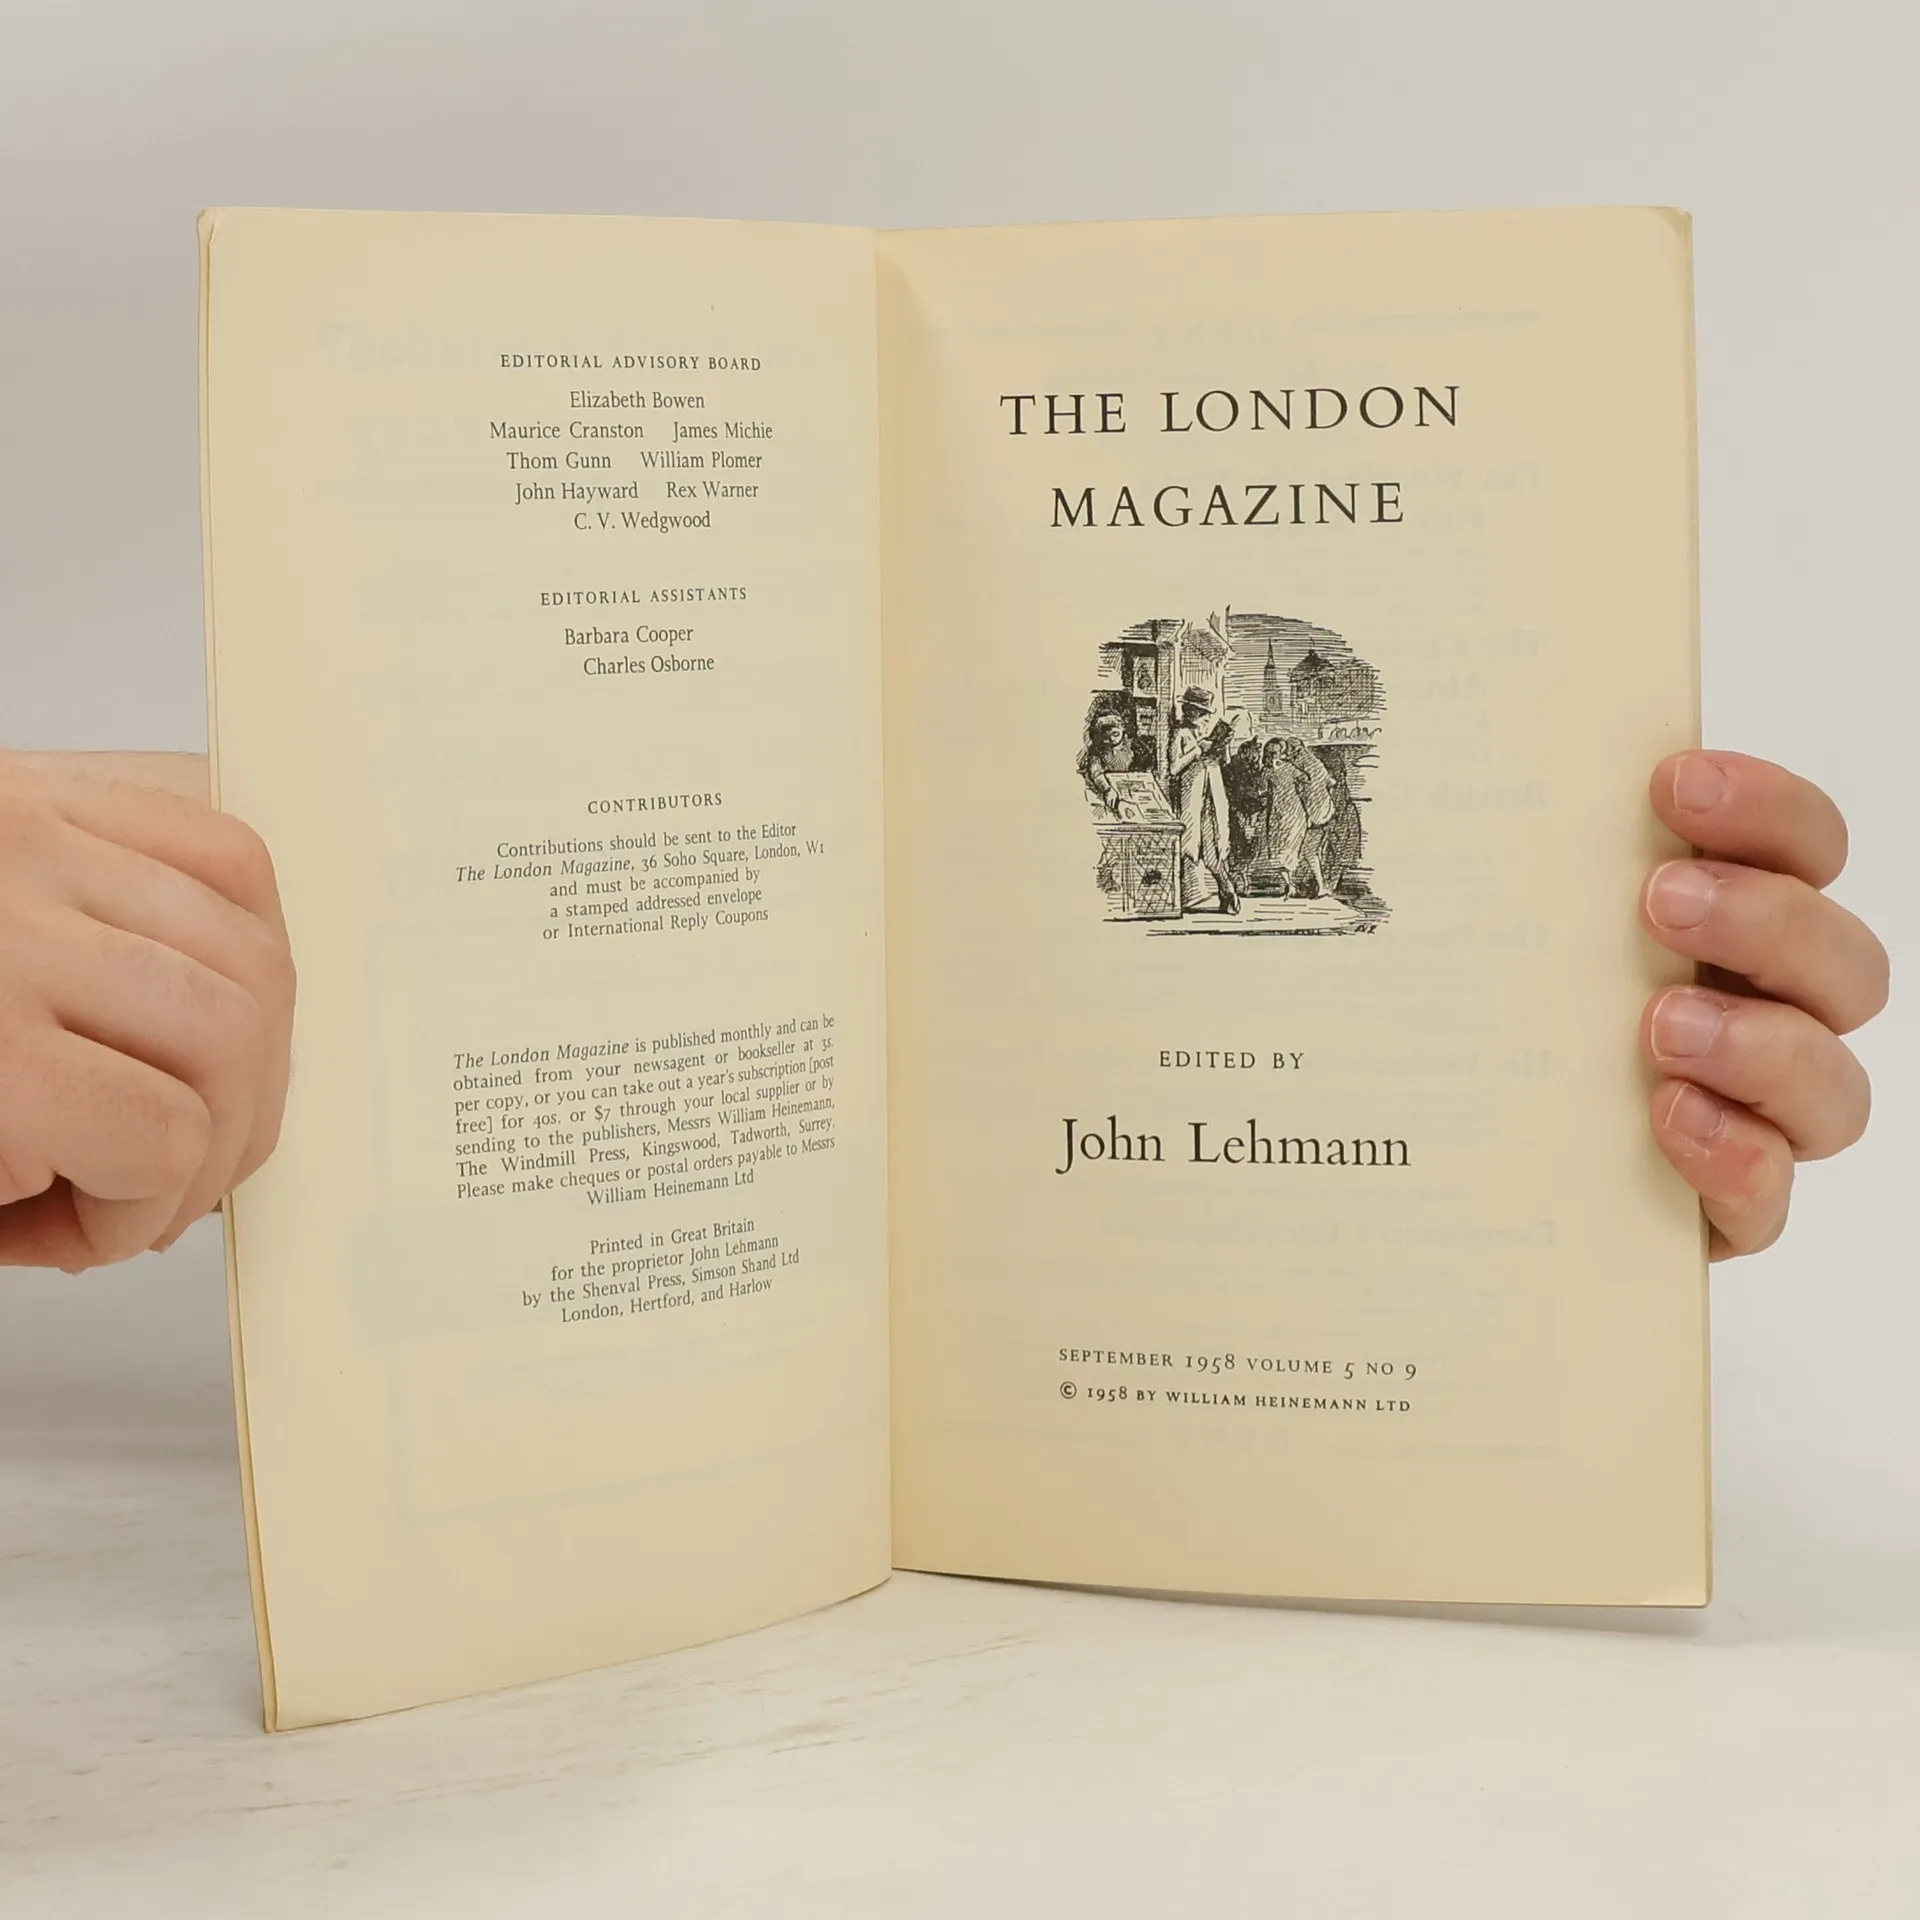 EDITORIAL ADVISORY BOARD
Elizabeth Bowen
Maurice Cranston James Michie
Thom Gunn William Plomer
John Hayward Rex Warner
C. V. Wedgwood
EDITORIAL ASSISTANTS
Barbara Cooper
Charles Osborne
CONTRIBUTORS
Contributions should be sent to the Editor
The London Magazine, 36 Soho Square, London, W1
and must be accompanied by
a stamped addressed envelope
or International Reply Coupons
The London Magazine is published monthly and can be
obtained from your newsagent or bookseller at 3s.
per copy, or you can take out a year's subscription [post
free] for 40s. or $7 through your local supplier or by
sending to the publishers, Messrs William Heinemann,
The Windmill Press, Kingswood, Tadworth, Surrey.
Please make cheques or postal orders payable to Messrs
William Heinemann Ltd
Printed in Great Britain
for the proprietor John Lehmann
by the Shenval Press, Simson Shand Ltd
London, Hertford, and Harlow
THE LONDON
MAGAZINE
EDITED BY
John Lehmann
SEPTEMBER 1958 VOLUME 5 NO 9
© 1958 BY WILLIAM HEINEMANN LTD